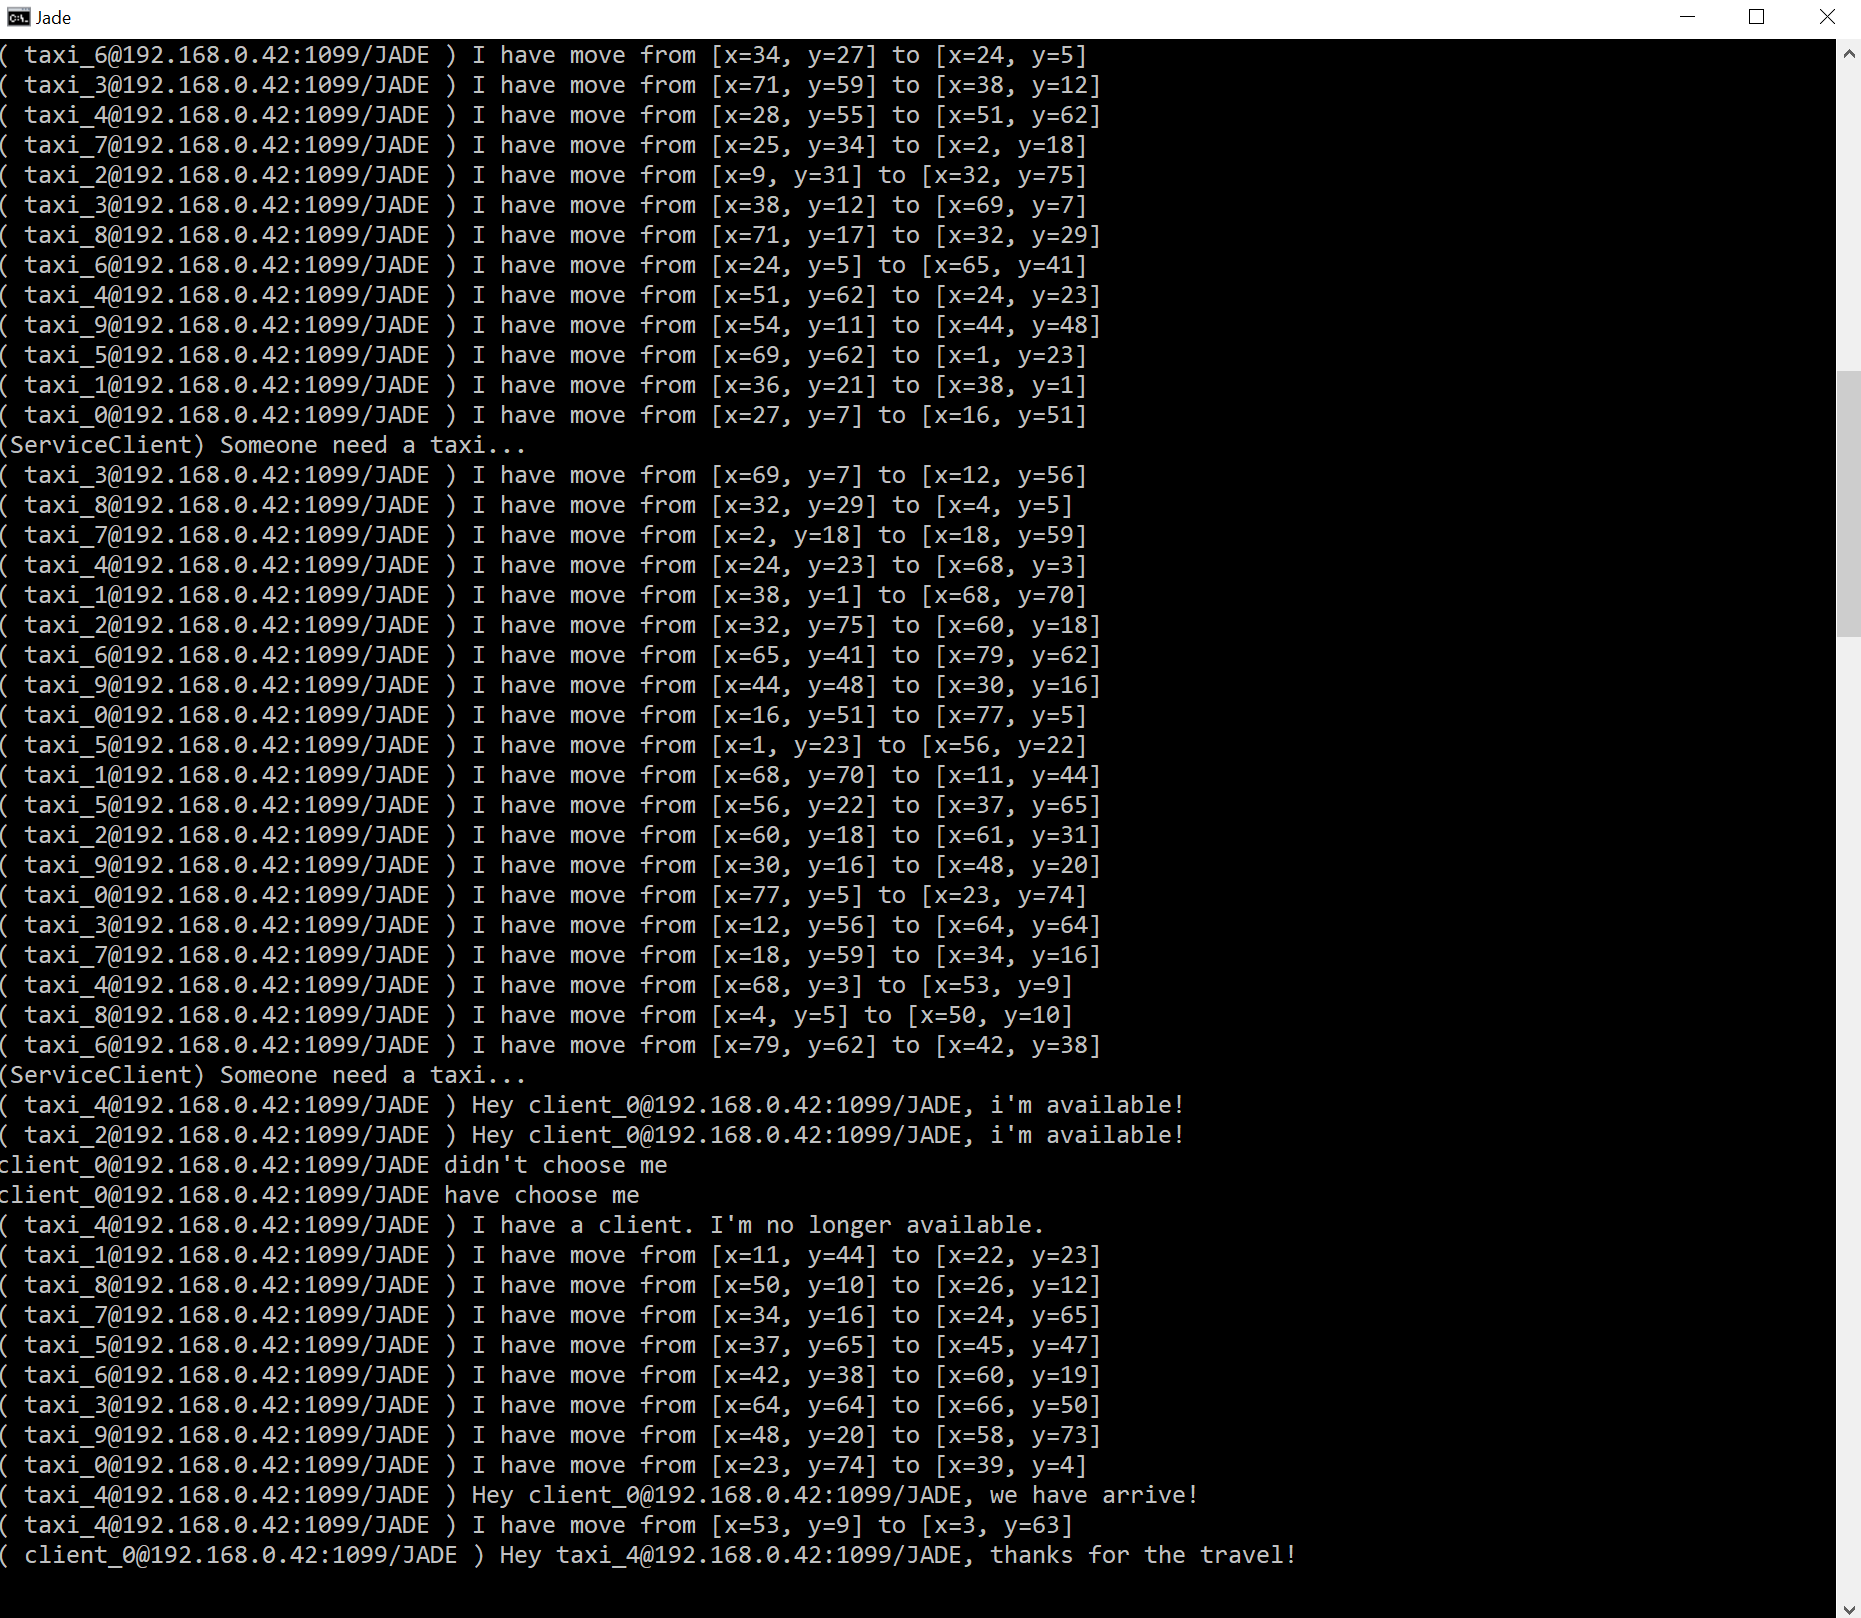 Jade
( taxi_6@192.168.0.42:1099/JADE ) I have move from [x=34, y=27] to [x=24, y=5]
( taxi_3@192.168.0.42:1099/JADE ) I have move from [x=71, y=59] to [x=38, y=12]
( taxi_4@192.168.0.42:1099/JADE ) I have move from [x=28, y=55] to [x=51, y=62]
( taxi_7@192.168.0.42:1099/JADE ) I have move from [x=25, y=34] to [x=2, y=18]
( taxi_2@192.168.0.42:1099/JADE ) I have move from [x=9, y=31] to [x=32, y=75]
( taxi_3@192.168.0.42:1099/JADE ) I have move from [x=38, y=12] to [x=69, y=7]
( taxi_8@192.168.0.42:1099/JADE ) I have move from [x=71, y=17] to [x=32, y=29]
( taxi_6@192.168.0.42:1099/JADE ) I have move from [x=24, y=5] to [x=65, y=41]
( taxi_4@192.168.0.42:1099/JADE ) I have move from [x=51, y=62] to [x=24, y=23]
( taxi_9@192.168.0.42:1099/JADE ) I have move from [x=54, y=11] to [x=44, y=48]
( taxi_5@192.168.0.42:1099/JADE ) I have move from [x=69, y=62] to [x=1, y=23]
( taxi_1@192.168.0.42:1099/JADE ) I have move from [x=36, y=21] to [x=38, y=1]
( taxi_0@192.168.0.42:1099/JADE ) I have move from [x=27, y=7] to [x=16, y=51]
(ServiceClient) Someone need a taxi...
( taxi_3@192.168.0.42:1099/JADE ) I have move from [x=69, y=7] to [x=12, y=56]
( taxi_8@192.168.0.42:1099/JADE ) I have move from [x=32, y=29] to [x=4, y=5]
( taxi_7@192.168.0.42:1099/JADE ) I have move from [x=2, y=18] to [x=18, y=59]
( taxi_4@192.168.0.42:1099/JADE ) I have move from [x=24, y=23] to [x=68, y=3]
( taxi_1@192.168.0.42:1099/JADE ) I have move from [x=38, y=1] to [x=68, y=70]
( taxi_2@192.168.0.42:1099/JADE ) I have move from [x=32, y=75] to [x=60, y=18]
( taxi_6@192.168.0.42:1099/JADE ) I have move from [x=65, y=41] to [x=79, y=62]
( taxi_9@192.168.0.42:1099/JADE ) I have move from [x=44, y=48] to [x=30, y=16]
( taxi_0@192.168.0.42:1099/JADE ) I have move from [x=16, y=51] to [x=77, y=5]
( taxi_5@192.168.0.42:1099/JADE ) I have move from [x=1, y=23] to [x=56, y=22]
( taxi_1@192.168.0.42:1099/JADE ) I have move from [x=68, y=70] to [x=11, y=44]
( taxi_5@192.168.0.42:1099/JADE ) I have move from [x=56, y=22] to [x=37, y=65]
( taxi_2@192.168.0.42:1099/JADE ) I have move from [x=60, y=18] to [x=61, y=31]
( taxi_9@192.168.0.42:1099/JADE ) I have move from [x=30, y=16] to [x=48, y=20]
( taxi_0@192.168.0.42:1099/JADE ) I have move from [x=77, y=5] to [x=23, y=74]
( taxi_3@192.168.0.42:1099/JADE ) I have move from [x=12, y=56] to [x=64, y=64]
( taxi_7@192.168.0.42:1099/JADE ) I have move from [x=18, y=59] to [x=34, y=16]
( taxi_4@192.168.0.42:1099/JADE ) I have move from [x=68, y=3] to [x=53, y=9]
( taxi_8@192.168.0.42:1099/JADE ) I have move from [x=4, y=5] to [x=50, y=10]
( taxi_6@192.168.0.42:1099/JADE ) I have move from [x=79, y=62] to [x=42, y=38]
(ServiceClient) Someone need a taxi...
( taxi_4@192.168.0.42:1099/JADE ) Hey client_0@192.168.0.42:1099/JADE, i'm available!
( taxi_2@192.168.0.42:1099/JADE ) Hey client_0@192.168.0.42:1099/JADE, i'm available!
client_0@192.168.0.42:1099/JADE didn't choose me
client_0@192.168.0.42:1099/JADE have choose me
( taxi_4@192.168.0.42:1099/JADE ) I have a client. I'm no longer available.
( taxi_1@192.168.0.42:1099/JADE ) I have move from [x=11, y=44] to [x=22, y=23]
( taxi_8@192.168.0.42:1099/JADE ) I have move from [x=50, y=10] to [x=26, y=12]
( taxi_7@192.168.0.42:1099/JADE ) I have move from [x=34, y=16] to [x=24, y=65]
( taxi_5@192.168.0.42:1099/JADE ) I have move from [x=37, y=65] to [x=45, y=47]
( taxi_6@192.168.0.42:1099/JADE ) I have move from [x=42, y=38] to [x=60, y=19]
( taxi_3@192.168.0.42:1099/JADE ) I have move from [x=64, y=64] to [x=66, y=50]
( taxi_9@192.168.0.42:1099/JADE ) I have move from [x=48, y=20] to [x=58, y=73]
( taxi_0@192.168.0.42:1099/JADE ) I have move from [x=23, y=74] to [x=39, y=4]
( taxi_4@192.168.0.42:1099/JADE ) Hey client_0@192.168.0.42:1099/JADE, we have arrive!
( taxi_4@192.168.0.42:1099/JADE ) I have move from [x=53, y=9] to [x=3, y=63]
( client_0@192.168.0.42:1099/JADE ) Hey taxi_4@192.168.0.42:1099/JADE, thanks for the travel!